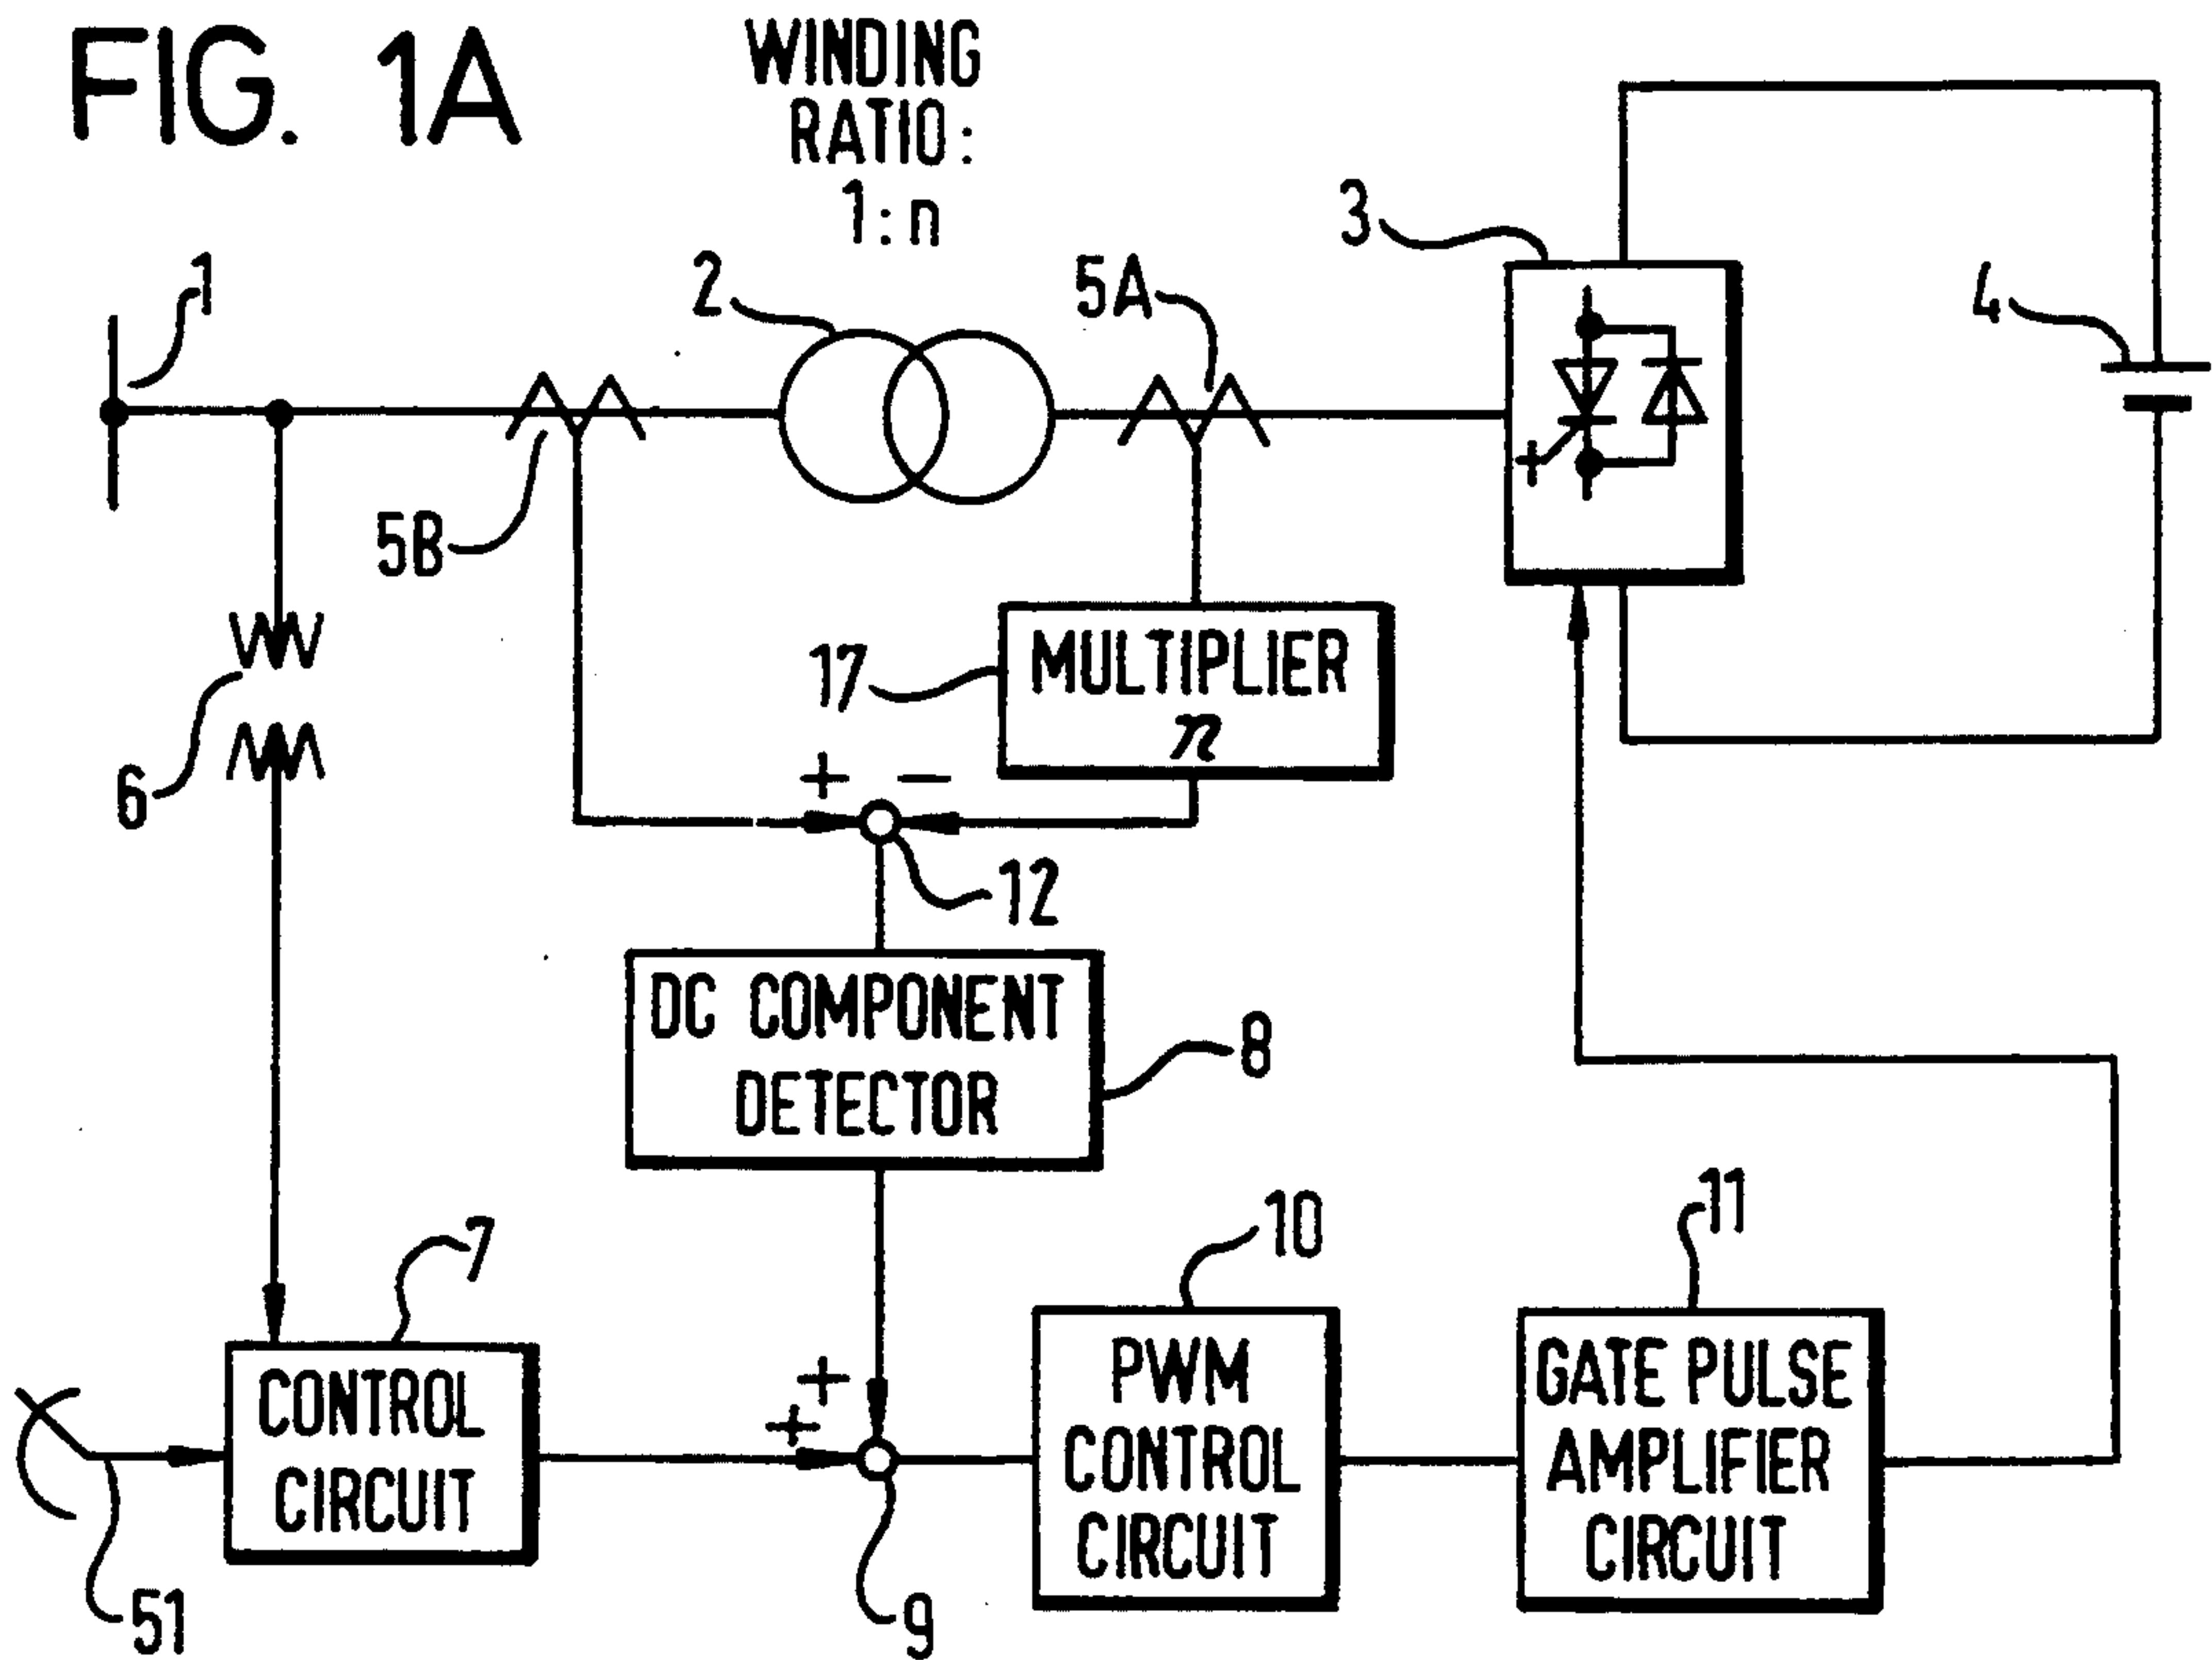 FIG. 1A
WINDING
RATIO:
1:n
1
2
5A
3
4
5B
6
17
MULTIPLIER
n
+ −
12
DC COMPONENT
DETECTOR
8
7
10
11
CONTROL
CIRCUIT
+
+
PWM
CONTROL
CIRCUIT
GATE PULSE
AMPLIFIER
CIRCUIT
51
9